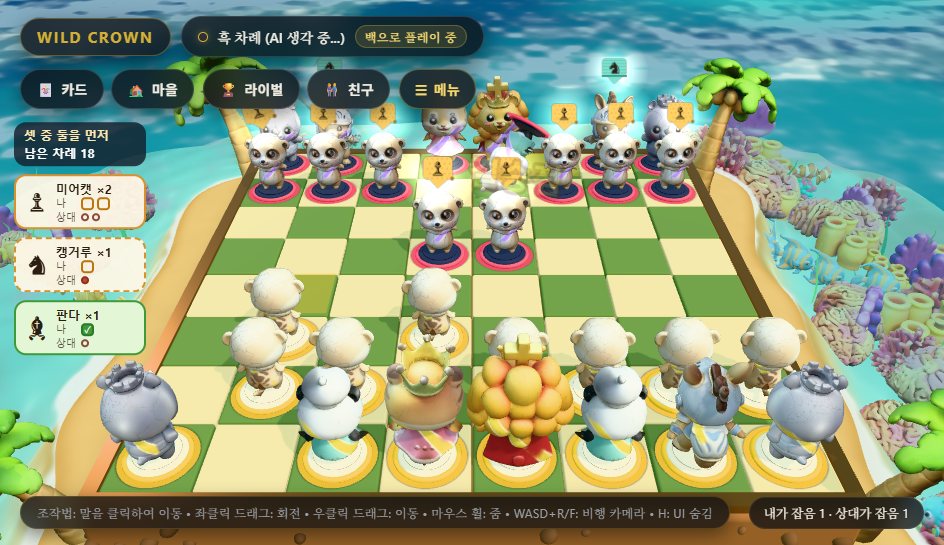 WILD CROWN
흑 차례 (AI 생각 중...)
백으로 플레이 중
카드
마을
라이벌
친구
메뉴
셋 중 둘을 먼저
남은 차례 18
미어캣 ×2
나
상대
캥거루 ×1
나
상대
판다 ×1
나
상대
조작법: 말을 클릭하여 이동 • 좌클릭 드래그: 회전 • 우클릭 드래그: 이동 • 마우스 휠: 줌 • WASD+R/F: 비행 카메라 • H: UI 숨김
내가 잡음 1 · 상대가 잡음 1